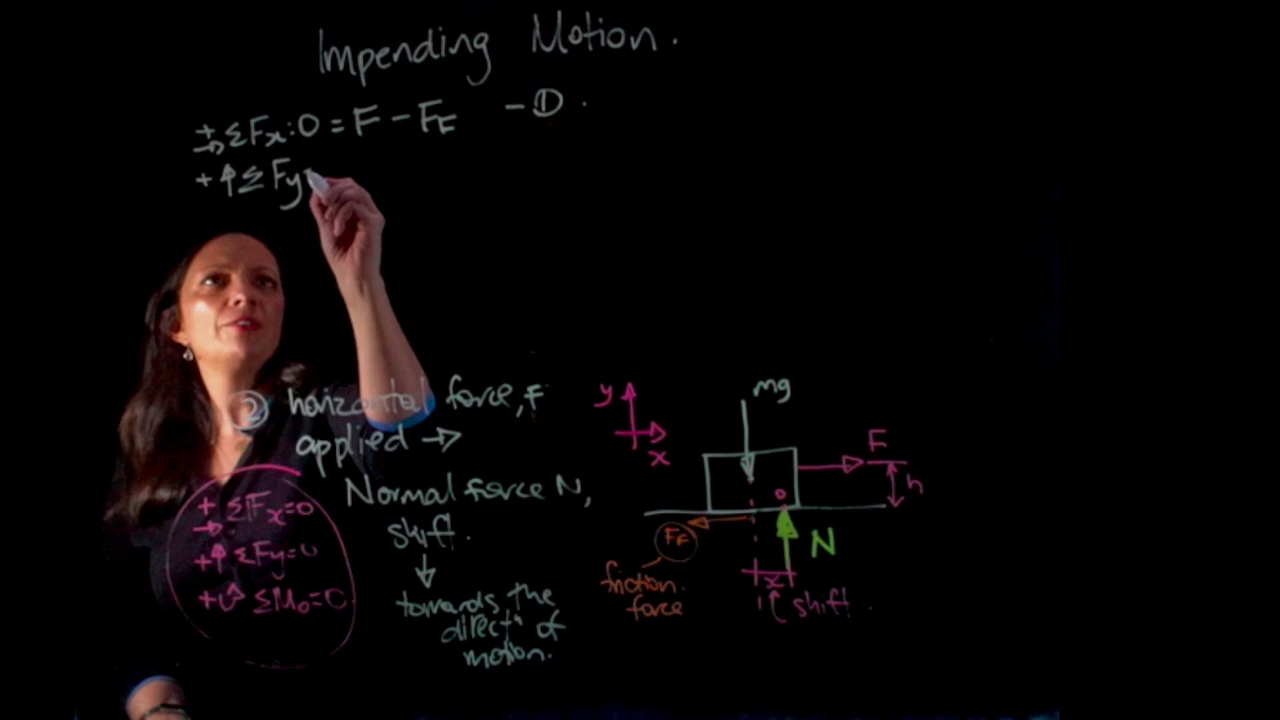 Impending Motion.
+→ ΣFx: 0 = F - FF - ① .
+↑ Σ Fy
② horizontal force, F
applied →
Normal force N,
shift.
↓
towards the
direct^n of
motion.
+→ ΣFx=0
+↑ ΣFy=0
+↺ ΣMo=0
y
x
mg
F
h
o
FF
N
friction
force
x
shift.